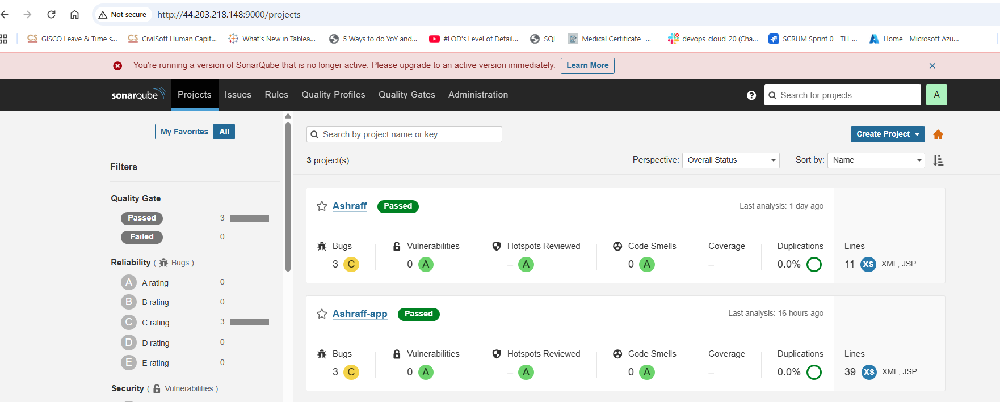 Not secure http://44.203.218.148:9000/projects
GISCO Leave & Time s... CivilSoft Human Capit... What's New in Tablea... 5 Ways to do YoY and... #LOD's Level of Detail... SQL Medical Certificate -... devops-cloud-20 (Cha... SCRUM Sprint 0 - TH-... Home - Microsoft Azu...
You're running a version of SonarQube that is no longer active. Please upgrade to an active version immediately. Learn More
sonarqube Projects Issues Rules Quality Profiles Quality Gates Administration ? Search for projects... A
My Favorites All
Search by project name or key
Create Project
3 project(s)
Perspective: Overall Status Sort by: Name
Filters
Quality Gate
Passed 3
Failed 0
Reliability ( Bugs )
A A rating 0
B B rating 0
C C rating 3
D D rating 0
E E rating 0
Security ( Vulnerabilities )
Ashraff Passed Last analysis: 1 day ago
Bugs Vulnerabilities Hotspots Reviewed Code Smells Coverage Duplications Lines
3 C 0 A – A 0 A – 0.0% 11 XS XML, JSP
Ashraff-app Passed Last analysis: 16 hours ago
Bugs Vulnerabilities Hotspots Reviewed Code Smells Coverage Duplications Lines
3 C 0 A – A 0 A – 0.0% 39 XS XML, JSP